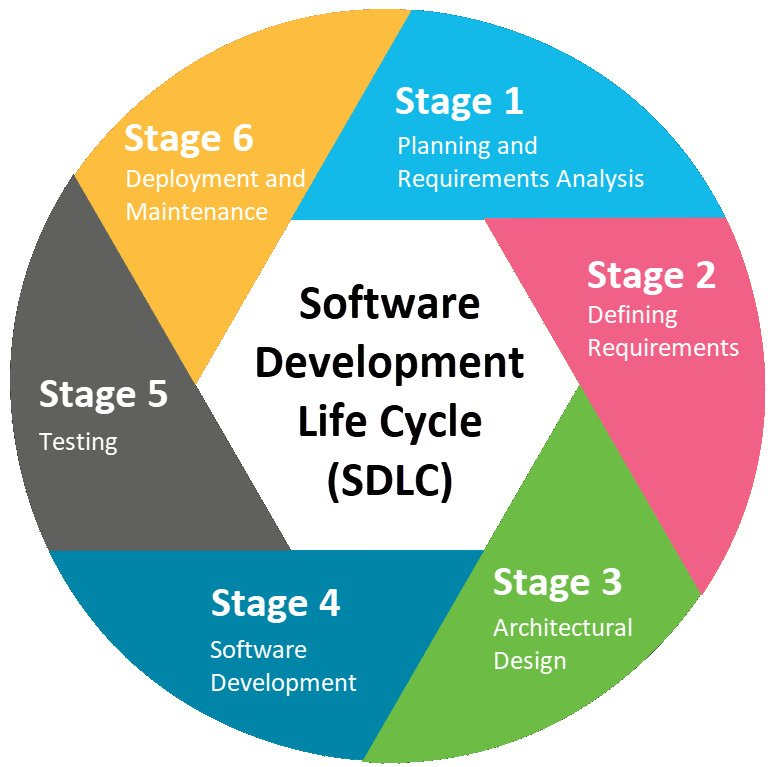 Software
Development
Life Cycle
(SDLC)
Stage 1
Planning and
Requirements Analysis
Stage 2
Defining
Requirements
Stage 3
Architectural
Design
Stage 4
Software
Development
Stage 5
Testing
Stage 6
Deployment and
Maintenance